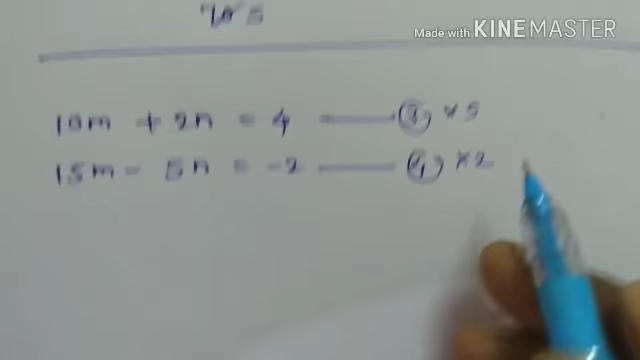 Made with KINEMASTER
10m + 2n = 4 —— ③ × 5
15m - 5n = -2 —— ④ × 2